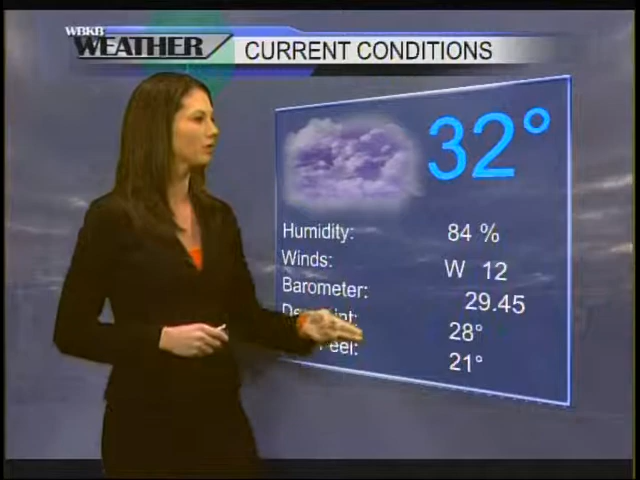 WBKB
WEATHER
CURRENT CONDITIONS
32°
Humidity: 84 %
Winds: W 12
Barometer: 29.45
28°
21°